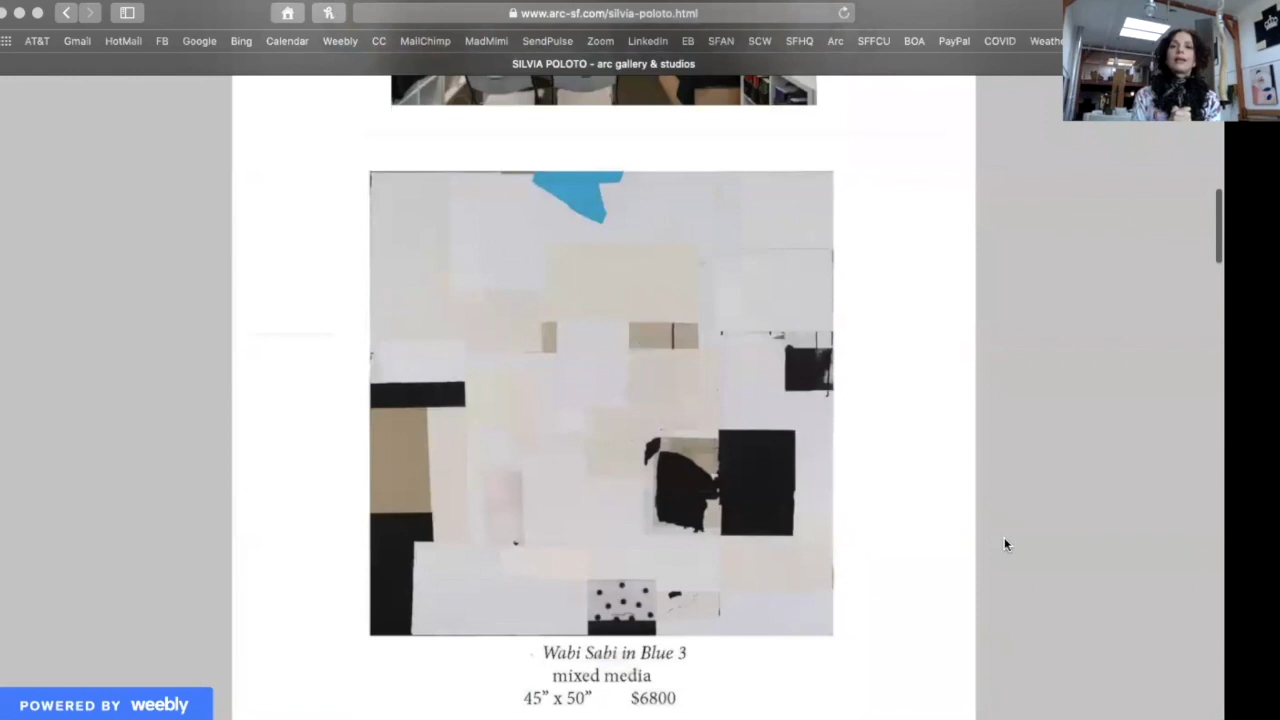 www.arc-sf.com/silvia-poloto.html
AT&T Gmail HotMail FB Google Bing Calendar Weebly CC MailChimp MadMimi SendPulse Zoom LinkedIn EB SFAN SCW SFHQ Arc SFFCU BOA PayPal COVID Weathe
SILVIA POLOTO - arc gallery & studios
Wabi Sabi in Blue 3
mixed media
45” x 50” $6800
POWERED BY weebly